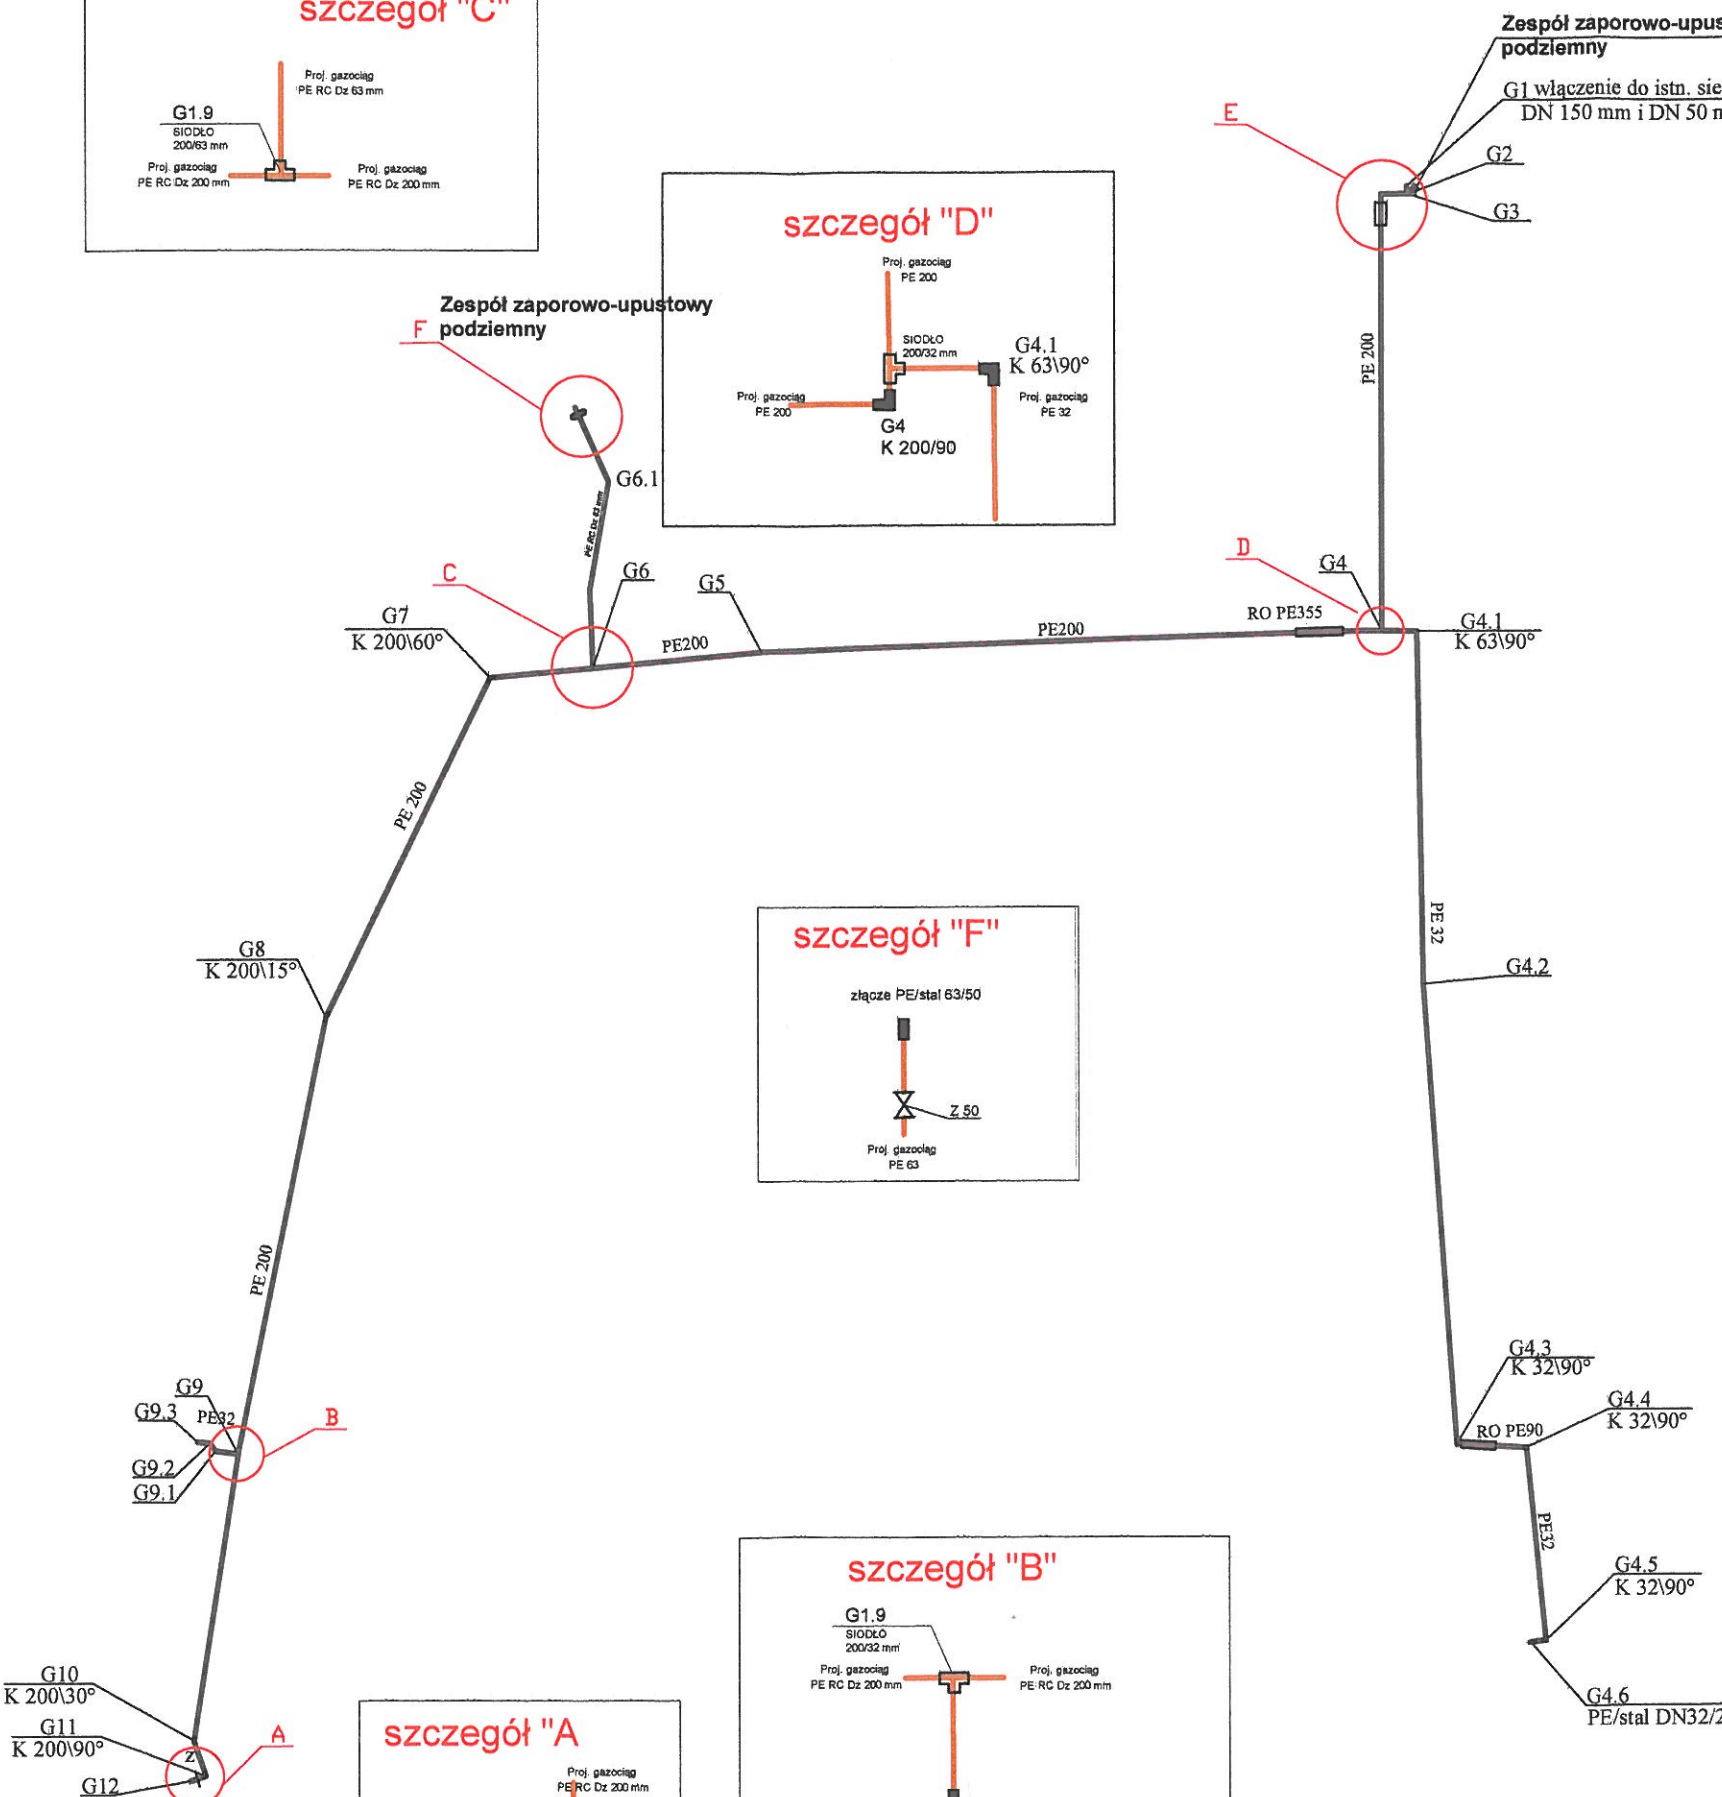 szczegół "C"
Proj. gazociąg
PE RC Dz 63 mm
G1.9
SIODŁO
200/63 mm
Proj. gazociąg
PE RC Dz 200 mm
Proj. gazociąg
PE RC Dz 200 mm
podziemny
G1 włączenie do istn.
DN 150 mm i DN 50
E
G2
G3
szczegół "D"
Proj. gazociąg
PE 200
SIODŁO
200/32 mm
G4.1
K 63\90°
Proj. gazociąg
PE 200
Proj. gazociąg
PE 32
G4
K 200/90
Zespół zaporowo-upustowy
podziemny
F
PE 200
G6.1
PE RC Dz 63 mm
C
G6
G5
D
G4
G7
K 200\60°
PE200
PE200
RO PE355
G4.1
K 63\90°
PE 200
szczegół "F"
złącze PE/stal 63/50
Z 50
Proj. gazociąg
PE 63
PE 32
G8
K 200\15°
G4.2
PE 200
G9
G9.3
PE32
B
G9.2
G9.1
G4.3
K 32\90°
G4.4
K 32\90°
RO PE90
PE32
G4.5
K 32\90°
G4.6
PE/stal DN32/2
szczegół "B"
G1.9
SIODŁO
200/32 mm
Proj. gazociąg
PE RC Dz 200 mm
Proj. gazociąg
PE RC Dz 200 mm
G10
K 200\30°
G11
K 200\90°
Z
A
G12
szczegół "A
Proj. gazociąg
PE RC Dz 200 mm